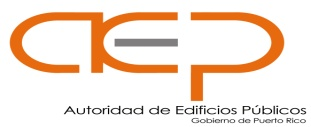 AEP
Autoridad de Edificios Públicos
Gobierno de Puerto Rico